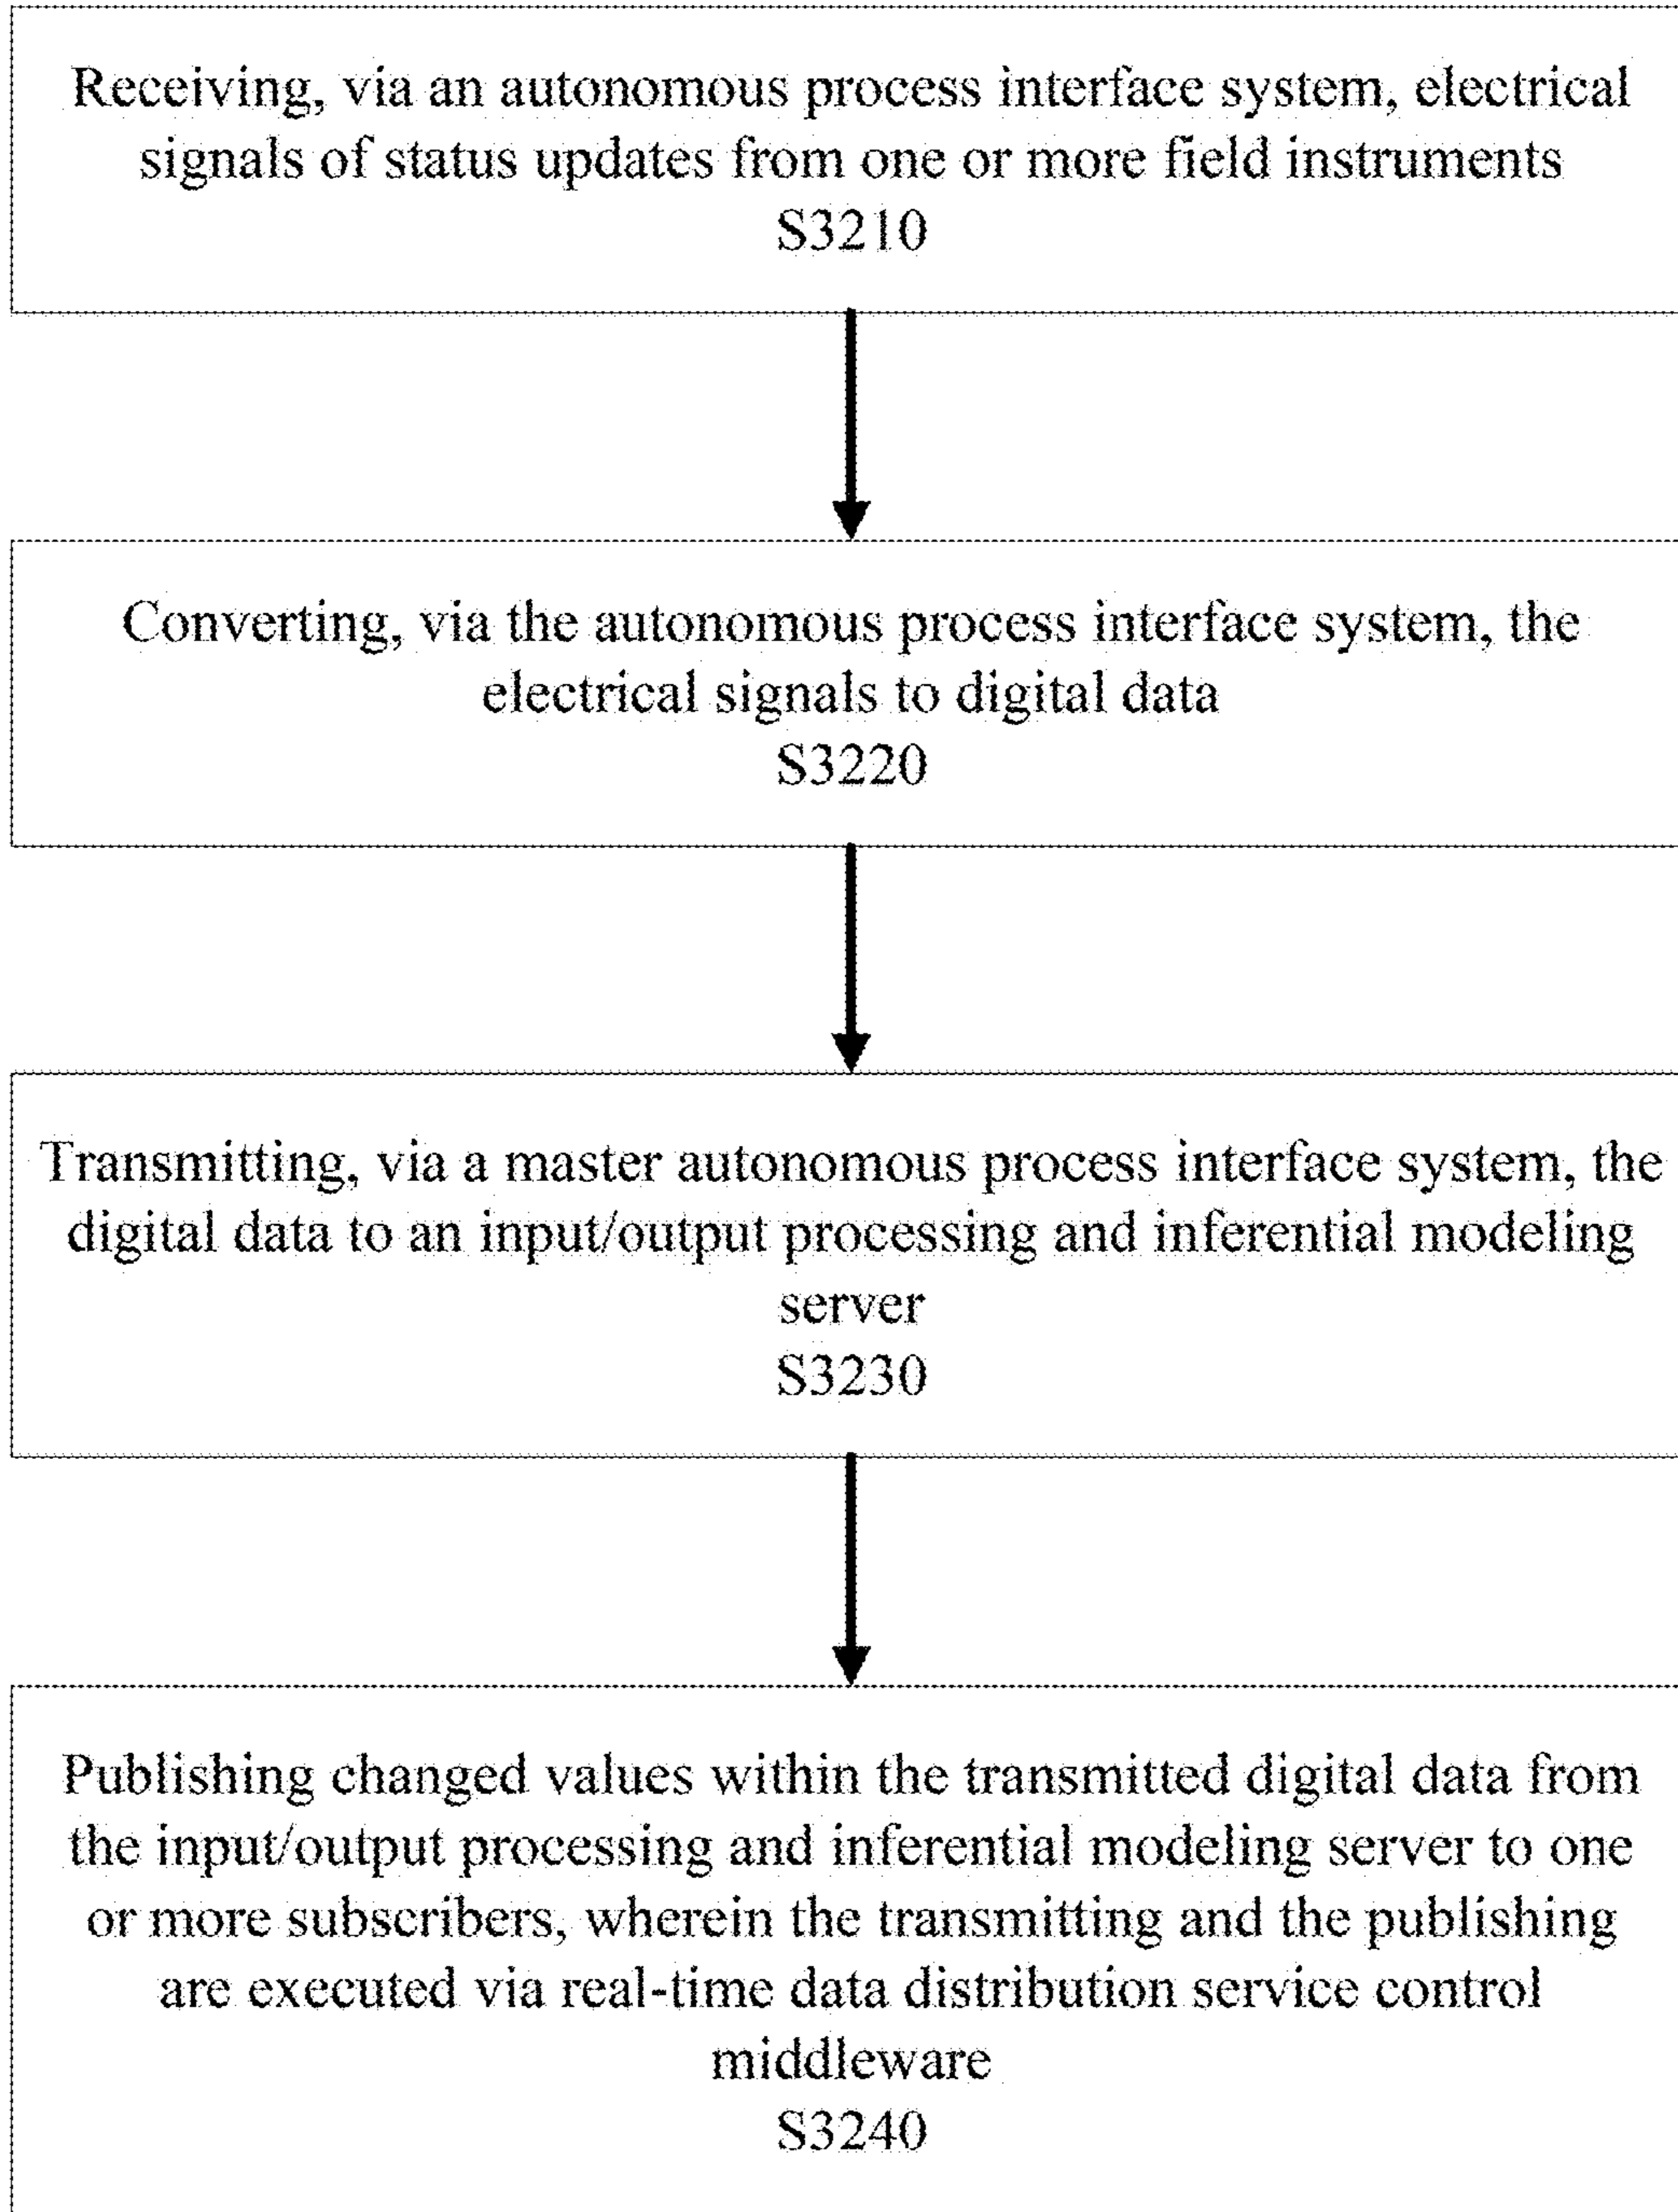 Receiving, via an autonomous process interface system, electrical
signals of status updates from one or more field instruments
S3210
Converting, via the autonomous process interface system, the
electrical signals to digital data
S3220
Transmitting, via a master autonomous process interface system, the
digital data to an input/output processing and inferential modeling
server
S3230
Publishing changed values within the transmitted digital data from
the input/output processing and inferential modeling server to one
or more subscribers, wherein the transmitting and the publishing
are executed via real-time data distribution service control
middleware
S3240